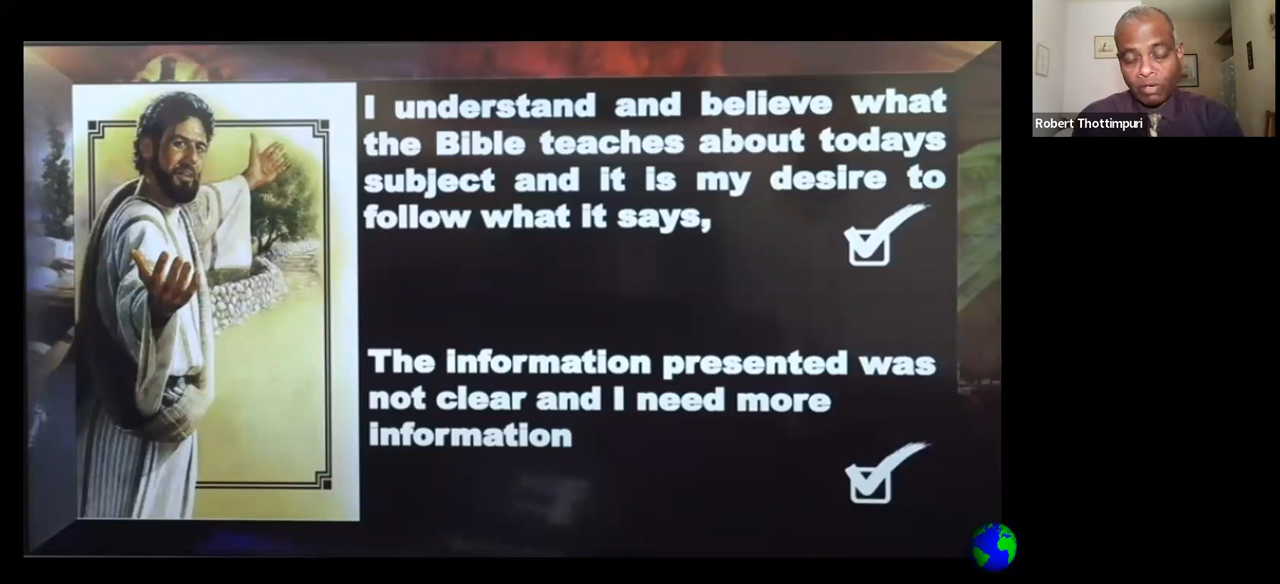 I understand and believe what
the Bible teaches about todays
subject and it is my desire to
follow what it says,
The information presented was
not clear and I need more
information
Robert Thottimpuri